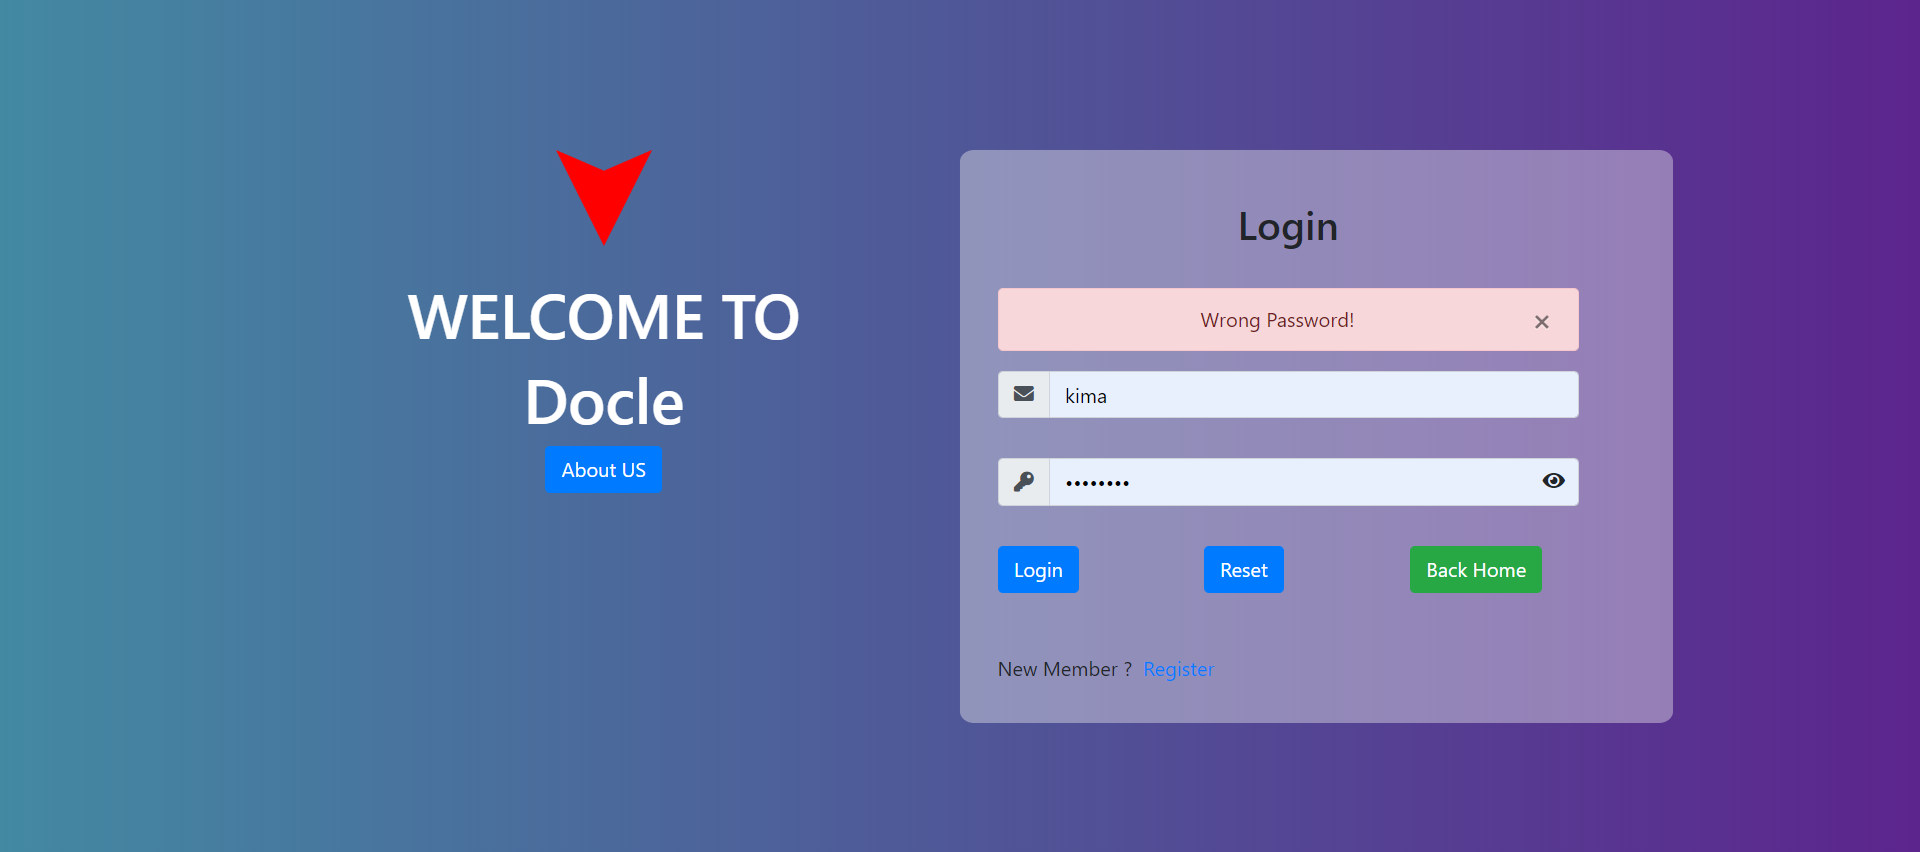 WELCOME TO
Docle
About US
Login
Wrong Password! ×
kima
••••••••
Login Reset Back Home
New Member ? Register